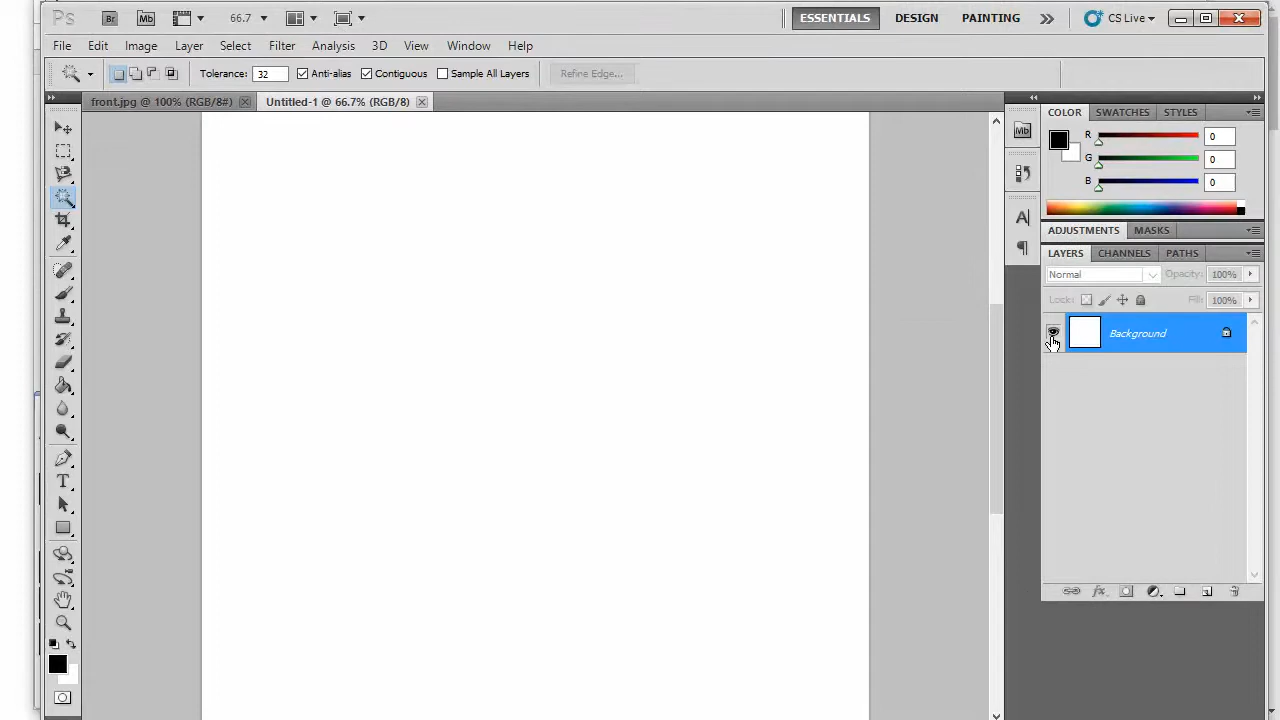 Ps Br Mb 66.7 ESSENTIALS DESIGN PAINTING CS Live
File Edit Image Layer Select Filter Analysis 3D View Window Help
Tolerance: 32 Anti-alias Contiguous Sample All Layers Refine Edge...
front.jpg @ 100% (RGB/8#) Untitled-1 @ 66.7% (RGB/8)
COLOR SWATCHES STYLES
Mb
R 0
G 0
B 0
A
ADJUSTMENTS MASKS
LAYERS CHANNELS PATHS
Normal Opacity: 100%
Lock: Fill: 100%
Background
T